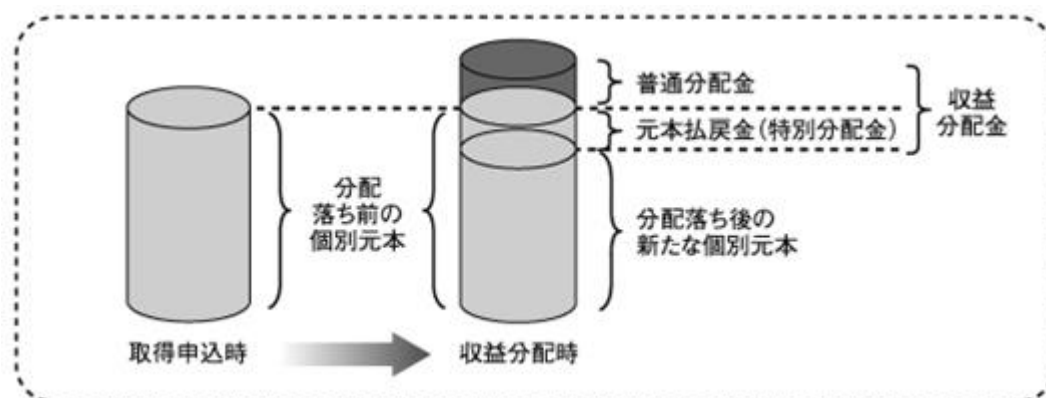 普通分配金
収益
分配金
元本払戻金(特別分配金)
分配
落ち前の
個別元本
分配落ち後の
新たな個別元本
取得申込時
収益分配時